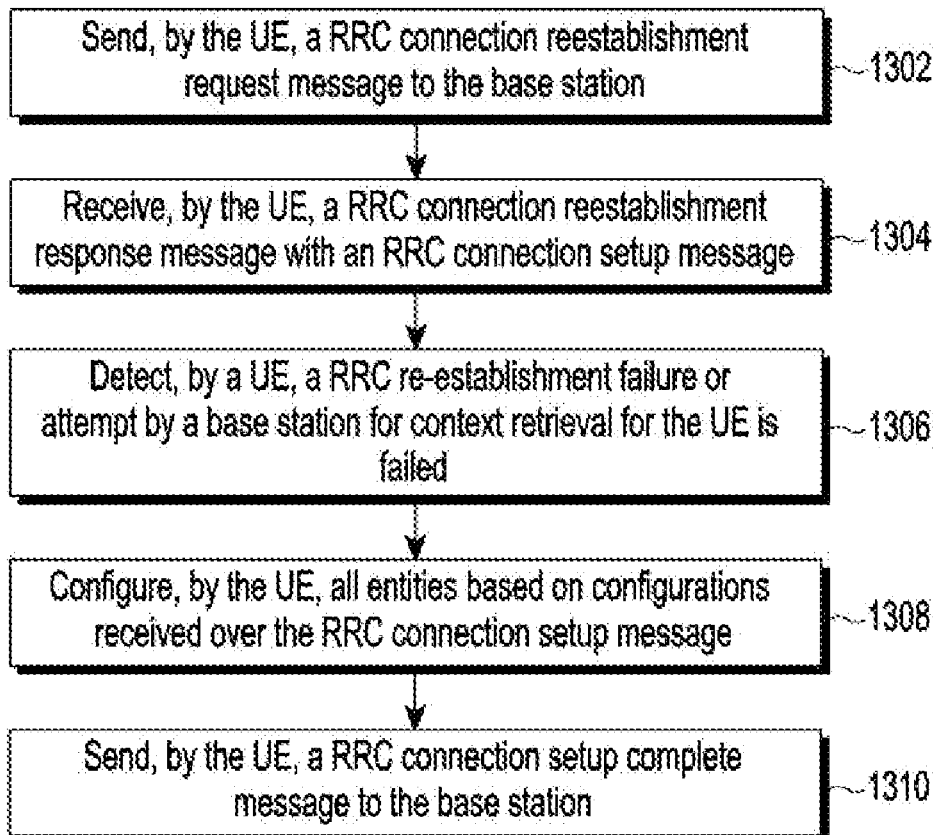 Send, by the UE, a RRC connection reestablishment
request message to the base station
1302
Receive, by the UE, a RRC connection reestablishment
response message with an RRC connection setup message
1304
Detect, by a UE, a RRC re-establishment failure or
attempt by a base station for context retrieval for the UE is
failed
1306
Configure, by the UE, all entities based on configurations
received over the RRC connection setup message
1308
Send, by the UE, a RRC connection setup complete
message to the base station
1310